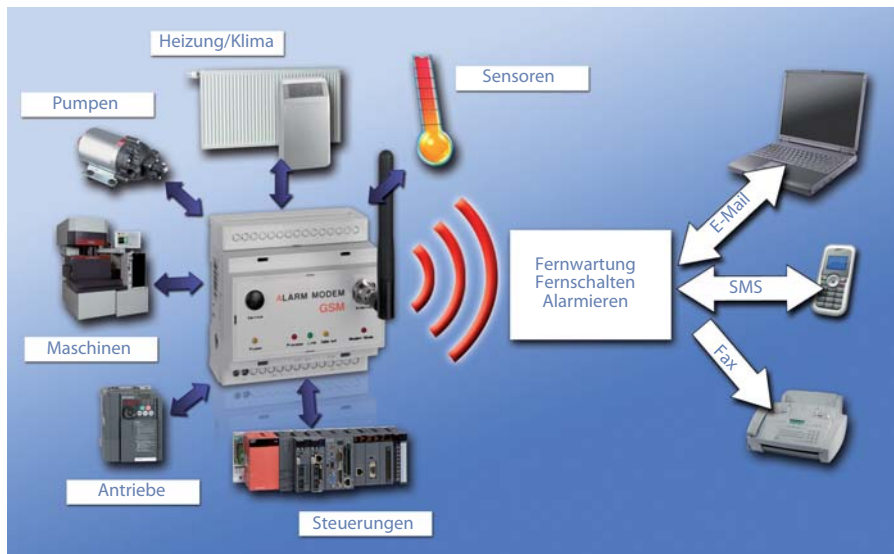 Heizung/Klima
Sensoren
Pumpen
E-Mail
Fernwartung
Fernschalten
Alarmieren
SMS
ALARM MODEM
GSM
Maschinen
Fax
Antriebe
Steuerungen